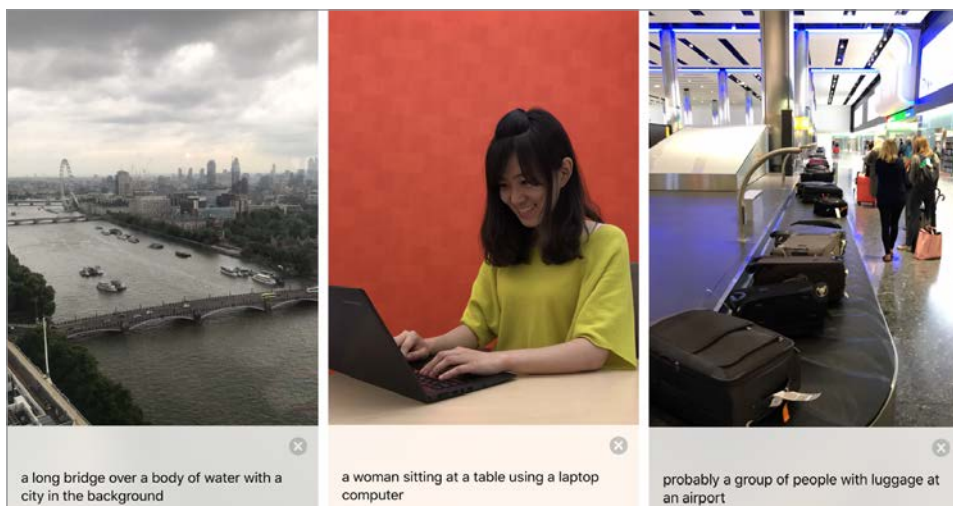 a long bridge over a body of water with a
city in the background
a woman sitting at a table using a laptop
computer
probably a group of people with luggage at
an airport